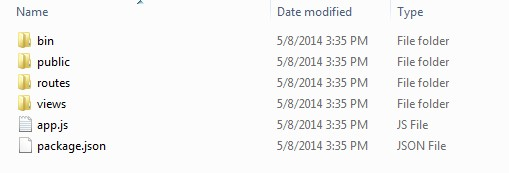 Name Date modified Type
bin 5/8/2014 3:35 PM File folder
public 5/8/2014 3:35 PM File folder
routes 5/8/2014 3:35 PM File folder
views 5/8/2014 3:35 PM File folder
app.js 5/8/2014 3:35 PM JS File
package.json 5/8/2014 3:35 PM JSON File